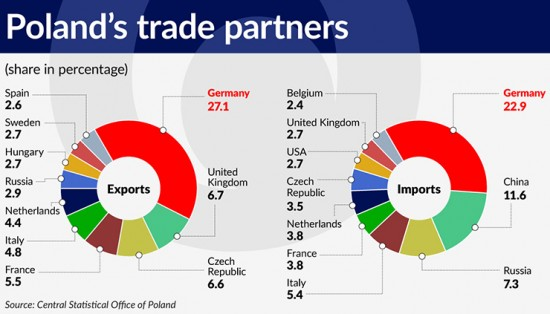 Poland's trade partners
(share in percentage)
Spain
2.6
Sweden
2.7
Hungary
2.7
Russia
2.9
Netherlands
4.4
Italy
4.8
France
5.5
Germany
27.1
United
Kingdom
6.7
Czech
Republic
6.6
Exports
Belgium
2.4
United Kingdom
2.7
USA
2.7
Czech
Republic
3.5
Netherlands
3.8
France
3.8
Italy
5.4
Germany
22.9
China
11.6
Russia
7.3
Imports
Source: Central Statistical Office of Poland